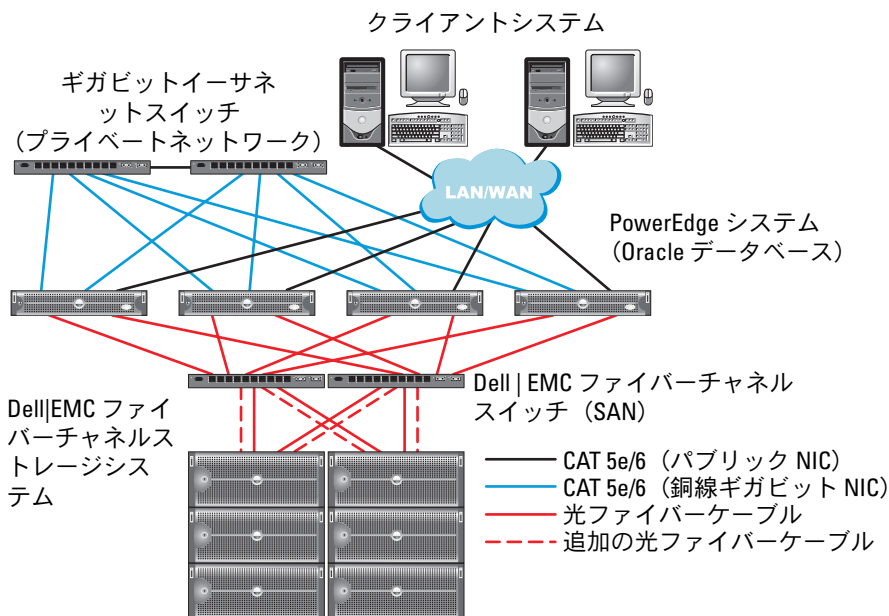 クライアントシステム
ギガビットイーサネ
ットスイッチ
（プライベートネットワーク）
LAN/WAN
PowerEdge システム
（Oracle データベース）
Dell | EMC ファイバーチャネル
スイッチ（SAN）
Dell|EMC ファイ
バーチャネルス
トレージシス
テム
CAT 5e/6（パブリック NIC）
CAT 5e/6（銅線ギガビット NIC）
光ファイバーケーブル
追加の光ファイバーケーブル